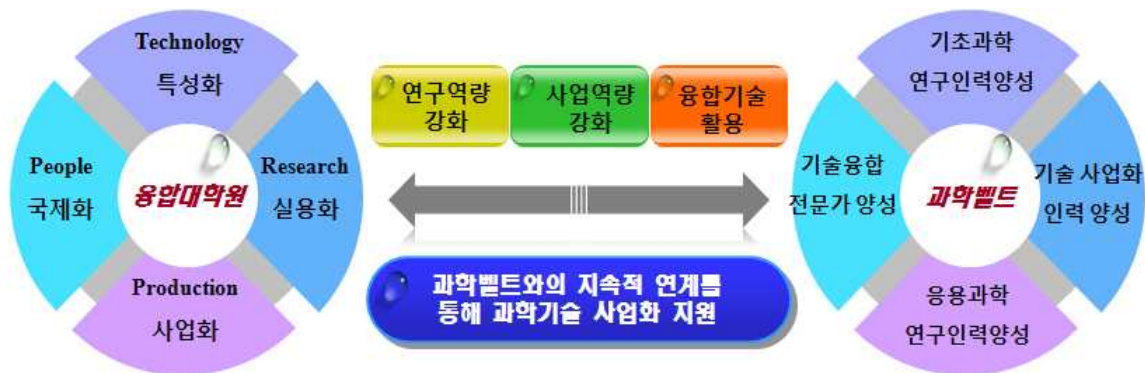 Technology
특성화
People
국제화
융합대학원
Research
실용화
Production
사업화
연구역량
강화
사업역량
강화
융합기술
활용
과학벨트와의 지속적 연계를
통해 과학기술 사업화 지원
기초과학
연구인력양성
기술융합
전문가 양성
과학벨트
기술 사업화
인력 양성
응용과학
연구인력양성